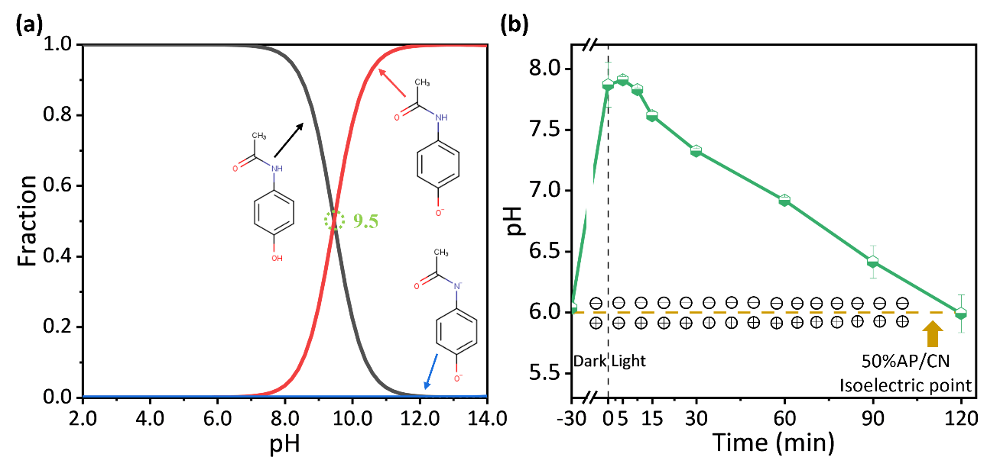 (a)
Fraction
1.0
0.8
0.6
0.4
0.2
0.0
2.0 4.0 6.0 8.0 10.0 12.0 14.0
pH
CH₃
O
NH
OH
CH₃
O
NH
O⁻
9.5
CH₃
O
N⁻
O⁻
(b)
pH
8.0
7.5
7.0
6.5
6.0
5.5
Dark Light
50%AP/CN
Isoelectric point
-30 0 5 15 30 60 90 120
Time (min)